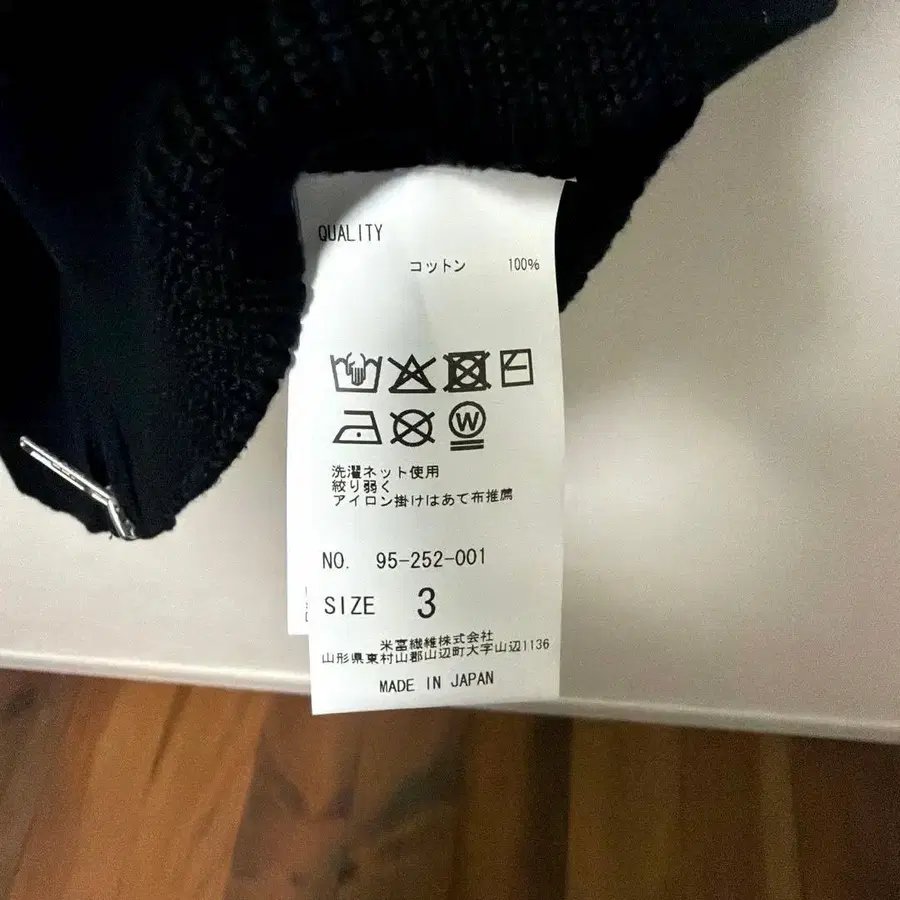 QUALITY
コットン 100%
W
洗濯ネット使用
絞り弱く
アイロン掛けはあて布推薦
NO. 95-252-001
SIZE 3
米富繊維株式会社
山形県東村山郡山辺町大字山辺1136
MADE IN JAPAN